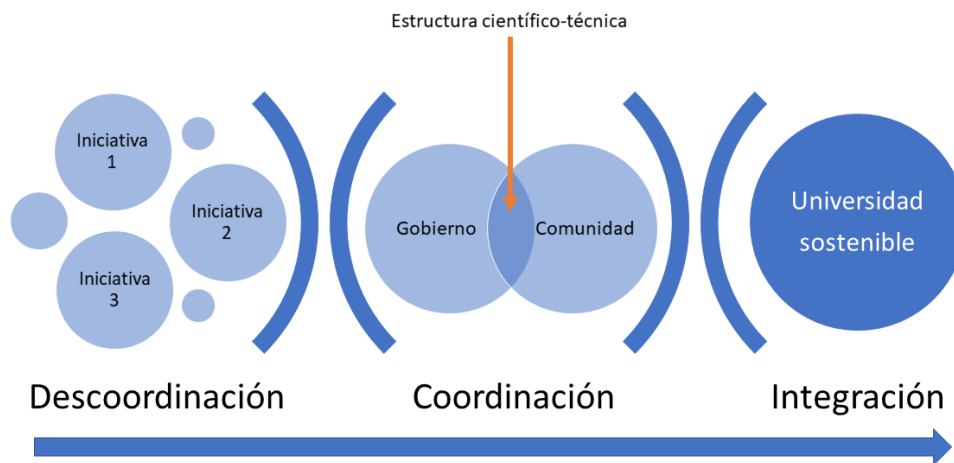 Estructura científico-técnica
Iniciativa
1
Iniciativa
2
Iniciativa
3
Gobierno
Comunidad
Universidad
sostenible
Descoordinación
Coordinación
Integración